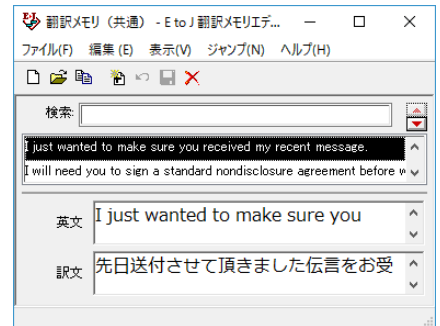 翻訳メモリ（共通） - E to J 翻訳メモリエデ...
ファイル(F) 編集(E) 表示(V) ジャンプ(N) ヘルプ(H)
検索:
I just wanted to make sure you received my recent message.
I will need you to sign a standard nondisclosure agreement before w
英文 I just wanted to make sure you
訳文 先日送付させて頂きました伝言をお受